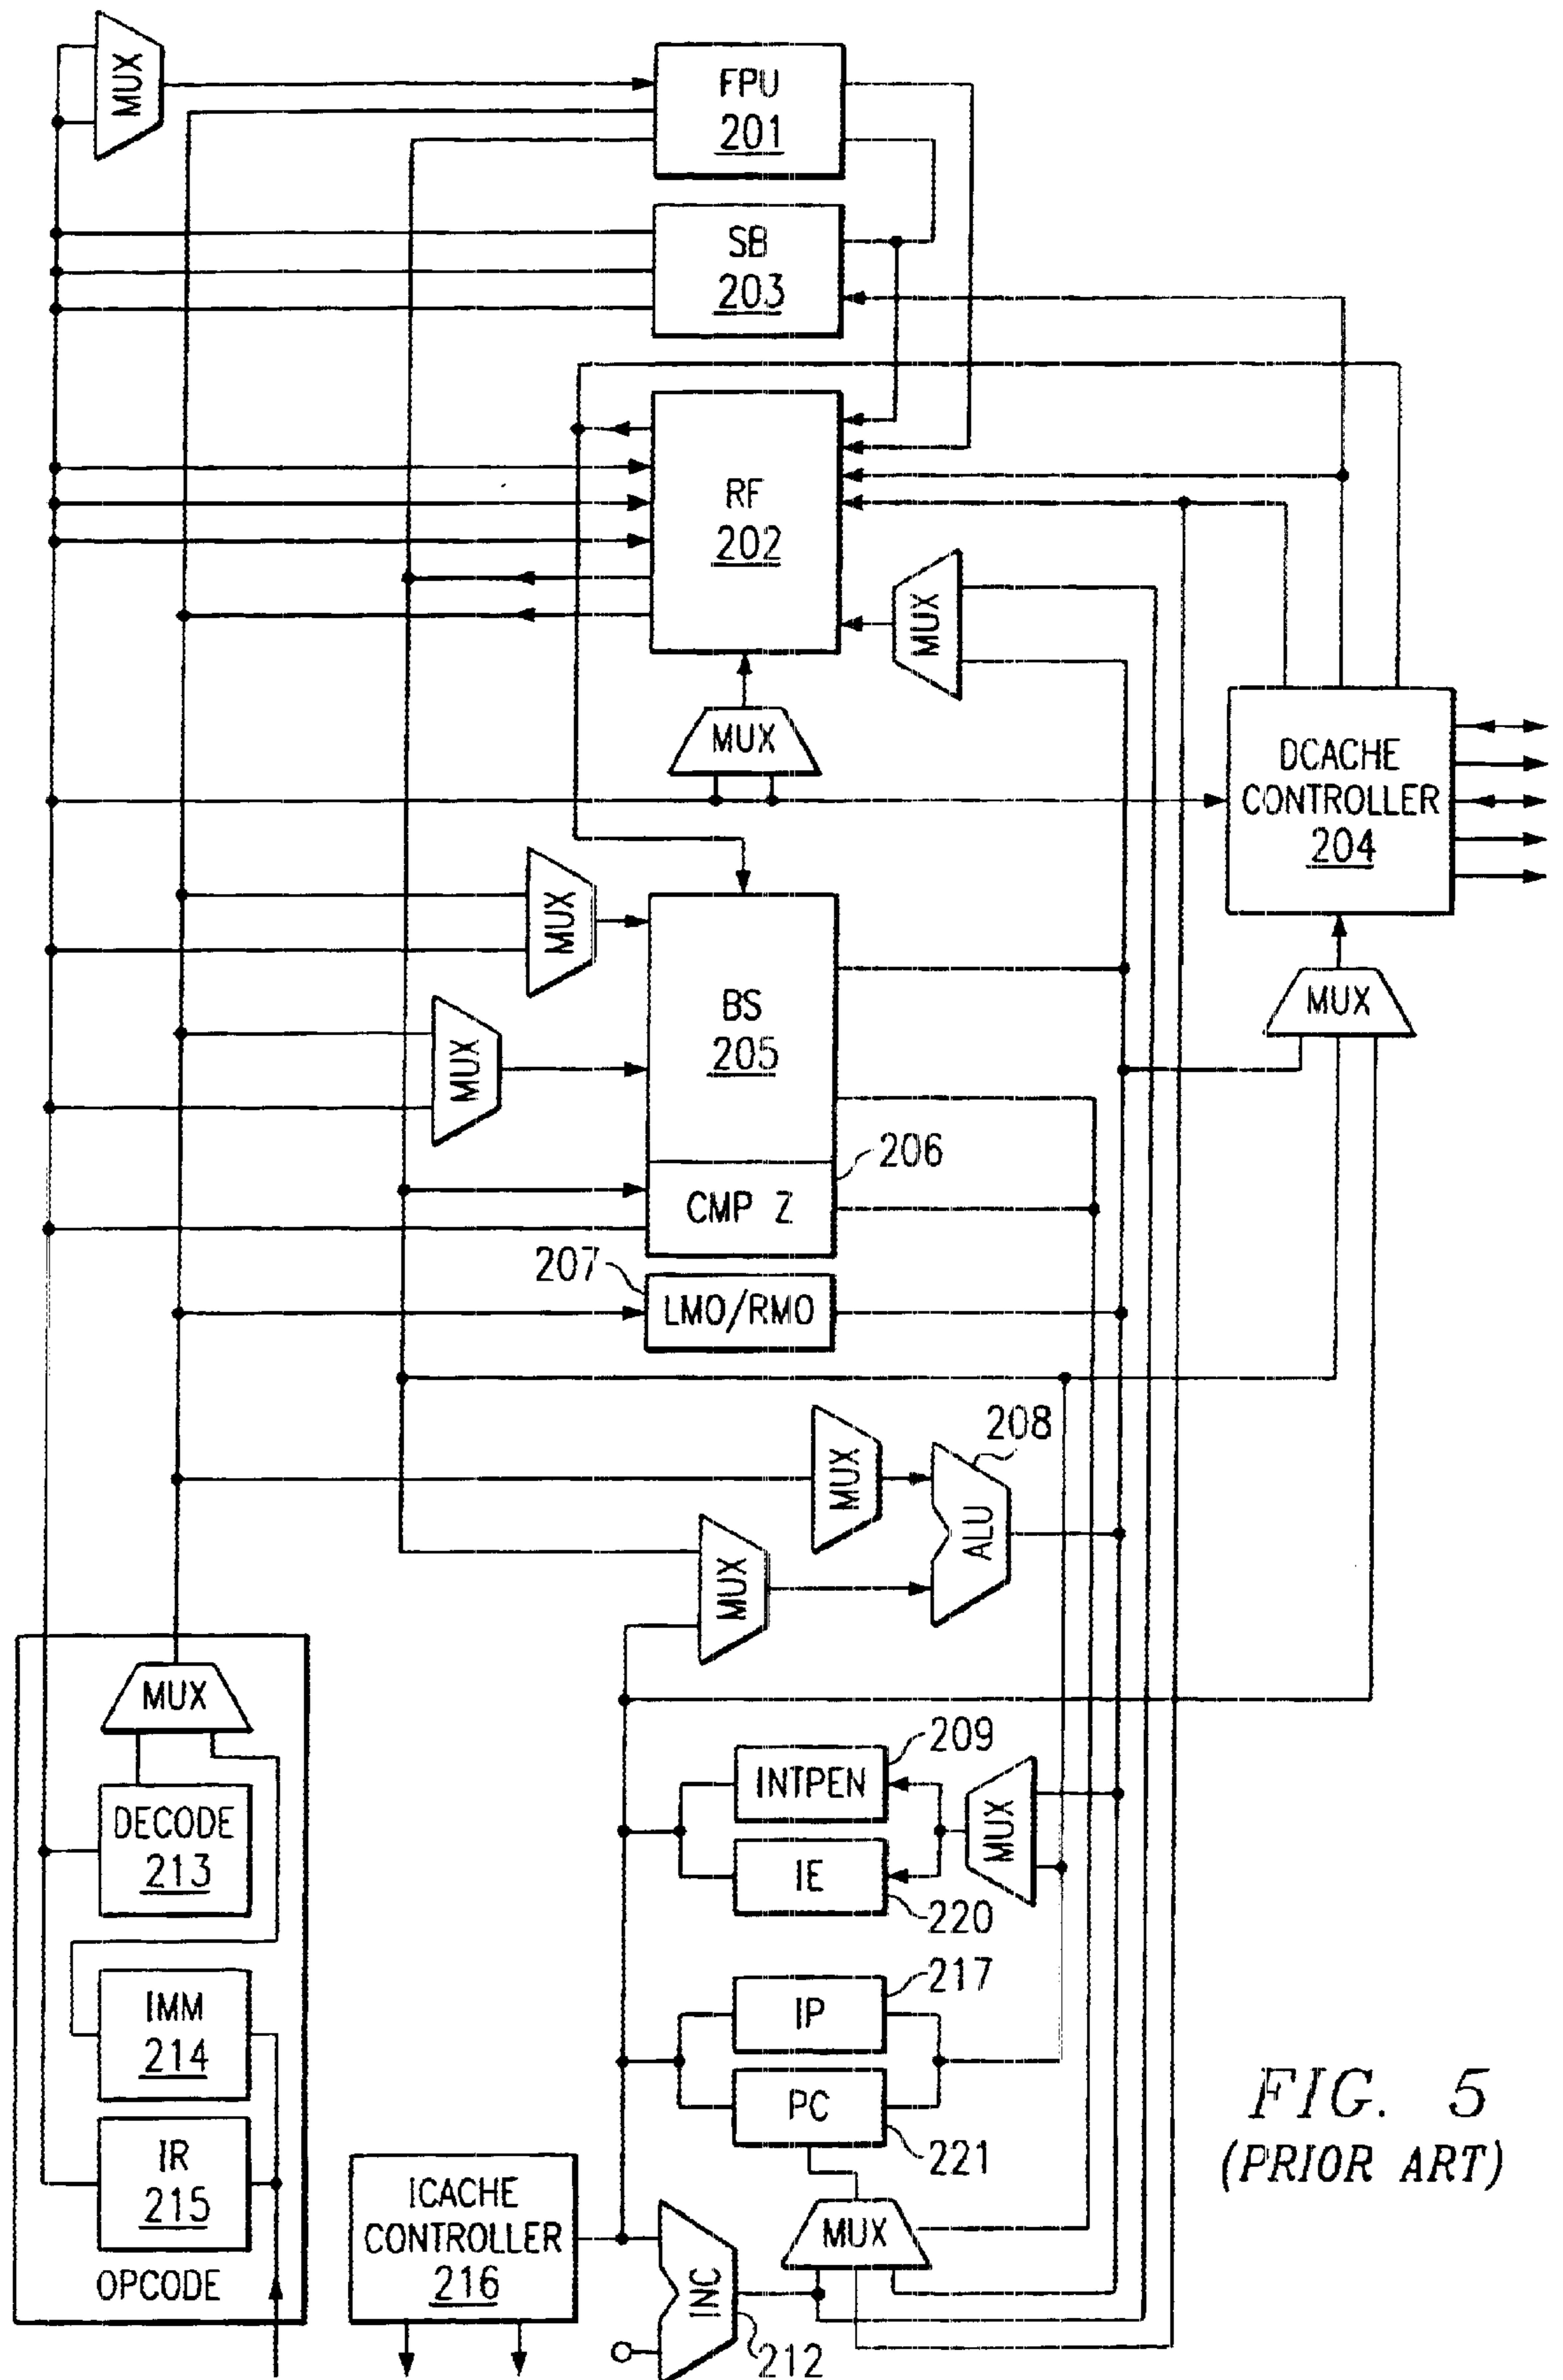 MUX
FPU
201
SB
203
RF
202
MUX
MUX
DCACHE
CONTROLLER
204
MUX
BS
205
MUX
MUX
206
CMP Z
207
LMO/RMO
208
MUX
ALU
MUX
MUX
209
INTPEN
MUX
DECODE
213
IE
220
217
IMM
214
IP
PC
221
IR
215
OPCODE
ICACHE
CONTROLLER
216
MUX
INC
212
FIG. 5
(PRIOR ART)